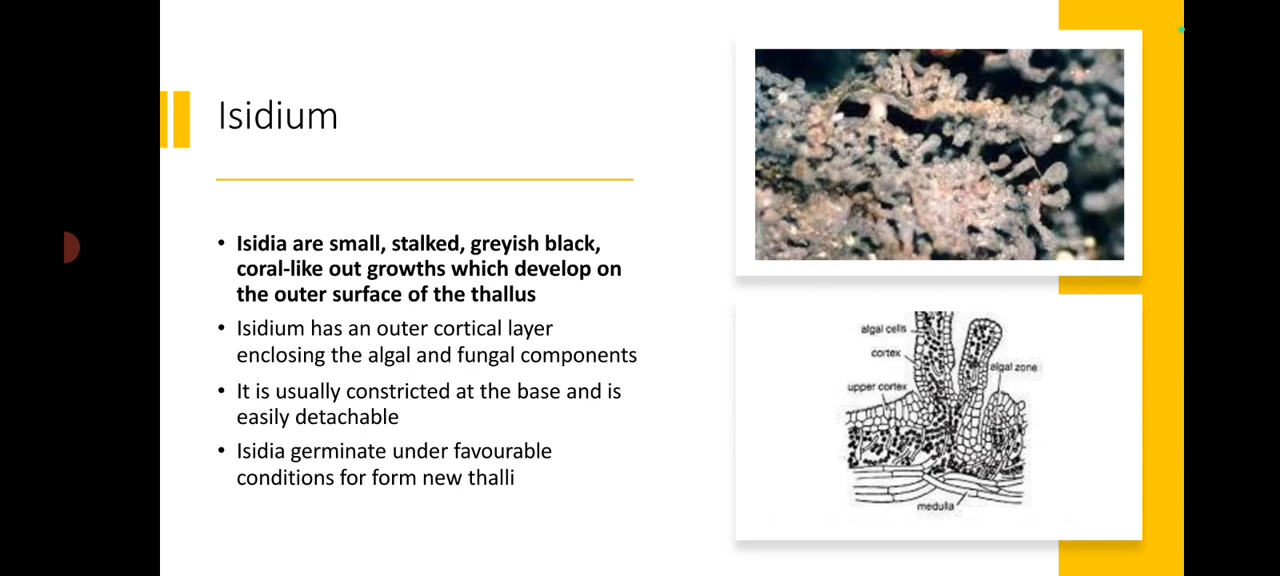 Isidium
• Isidia are small, stalked, greyish black,
coral-like out growths which develop on
the outer surface of the thallus
• Isidium has an outer cortical layer
enclosing the algal and fungal components
• It is usually constricted at the base and is
easily detachable
• Isidia germinate under favourable
conditions for form new thalli
algal cells
cortex
algal zone
upper cortex
medulla